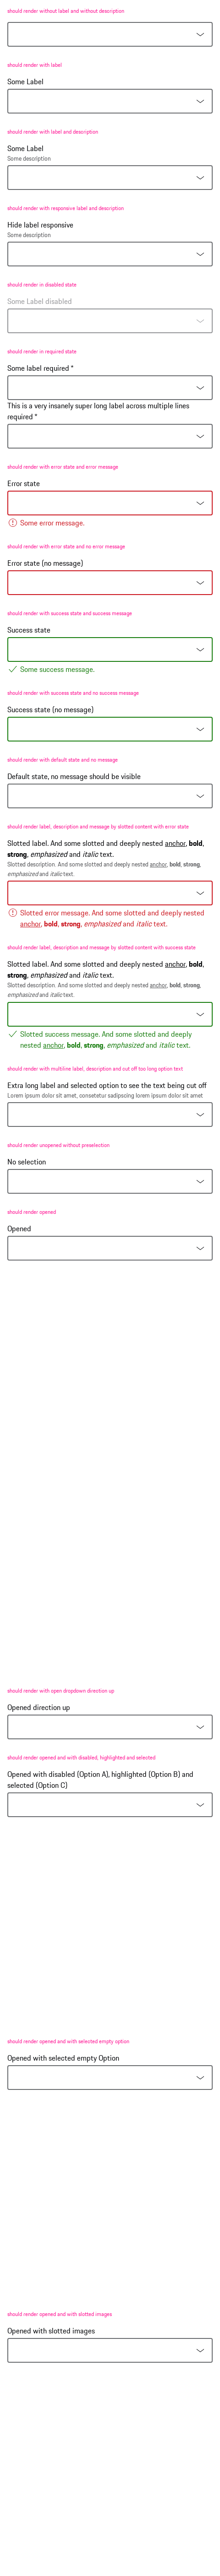 should render without label and without description
should render with label
Some Label
should render with label and description
Some Label
Some description
should render with responsive label and description
Hide label responsive
Some description
should render in disabled state
Some Label disabled
should render in required state
Some label required *
This is a very insanely super long label across multiple lines
required *
should render with error state and error message
Error state
Some error message.
should render with error state and no error message
Error state (no message)
should render with success state and success message
Success state
Some success message.
should render with success state and no success message
Success state (no message)
should render with default state and no message
Default state, no message should be visible
should render label, description and message by slotted content with error state
Slotted label. And some slotted and deeply nested anchor, bold,
strong, emphasized and italic text.
Slotted description. And some slotted and deeply nested anchor, bold, strong,
emphasized and italic text.
Slotted error message. And some slotted and deeply nested
anchor, bold, strong, emphasized and italic text.
should render label, description and message by slotted content with success state
Slotted label. And some slotted and deeply nested anchor, bold,
strong, emphasized and italic text.
Slotted description. And some slotted and deeply nested anchor, bold, strong,
emphasized and italic text.
Slotted success message. And some slotted and deeply
nested anchor, bold, strong, emphasized and italic text.
should render with multiline label, description and cut off too long option text
Extra long label and selected option to see the text being cut off
Lorem ipsum dolor sit amet, consetetur sadipscing lorem ipsum dolor sit amet
should render unopened without preselection
No selection
should render opened
Opened
should render with open dropdown direction up
Opened direction up
should render opened and with disabled, highlighted and selected
Opened with disabled (Option A), highlighted (Option B) and
selected (Option C)
should render opened and with selected empty option
Opened with selected empty Option
should render opened and with slotted images
Opened with slotted images